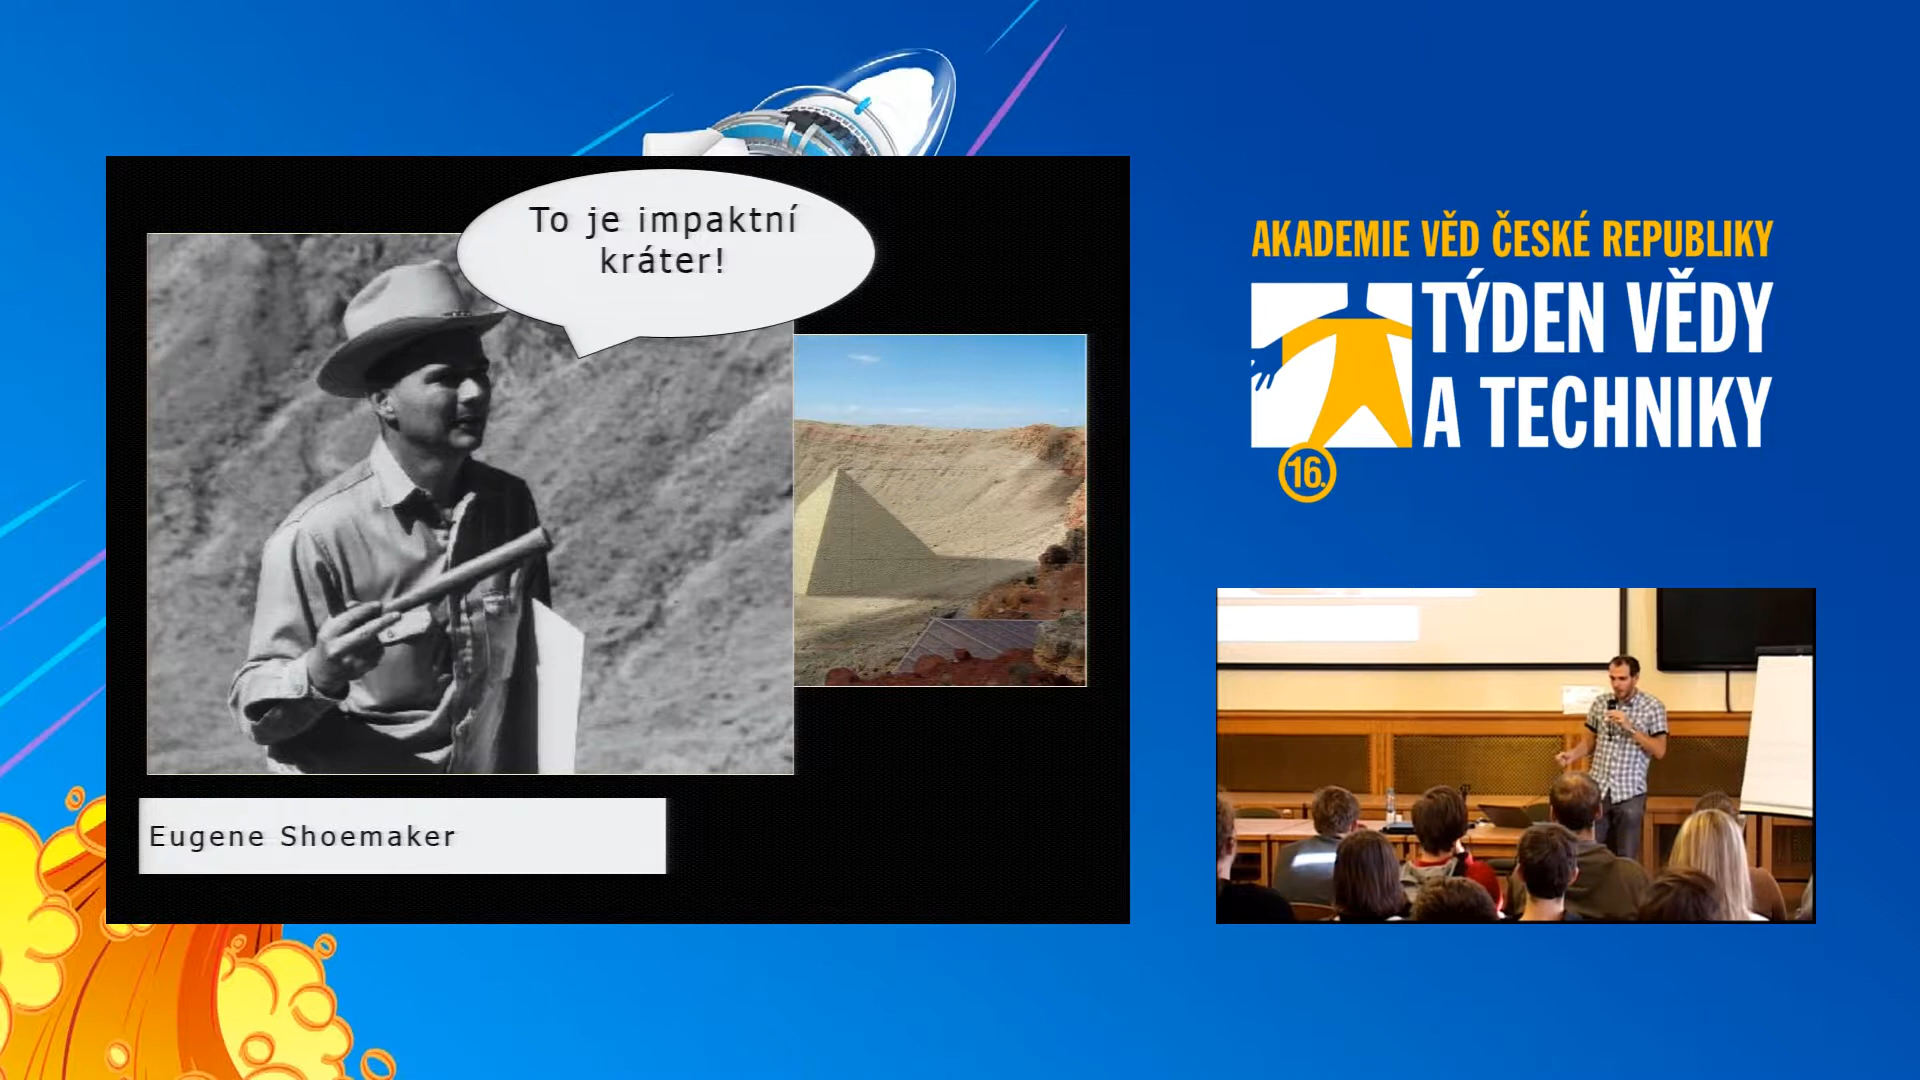 To je impaktní
kráter!
Eugene Shoemaker
AKADEMIE VĚD ČESKÉ REPUBLIKY
TÝDEN VĚDY
A TECHNIKY
16.